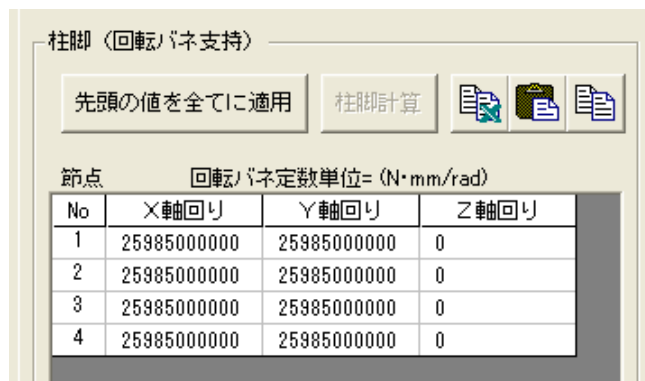 柱脚（回転バネ支持）
先頭の値を全てに適用 柱脚計算
節点 回転バネ定数単位= (N・mm/rad)
No X軸回り Y軸回り Z軸回り
1 25985000000 25985000000 0
2 25985000000 25985000000 0
3 25985000000 25985000000 0
4 25985000000 25985000000 0